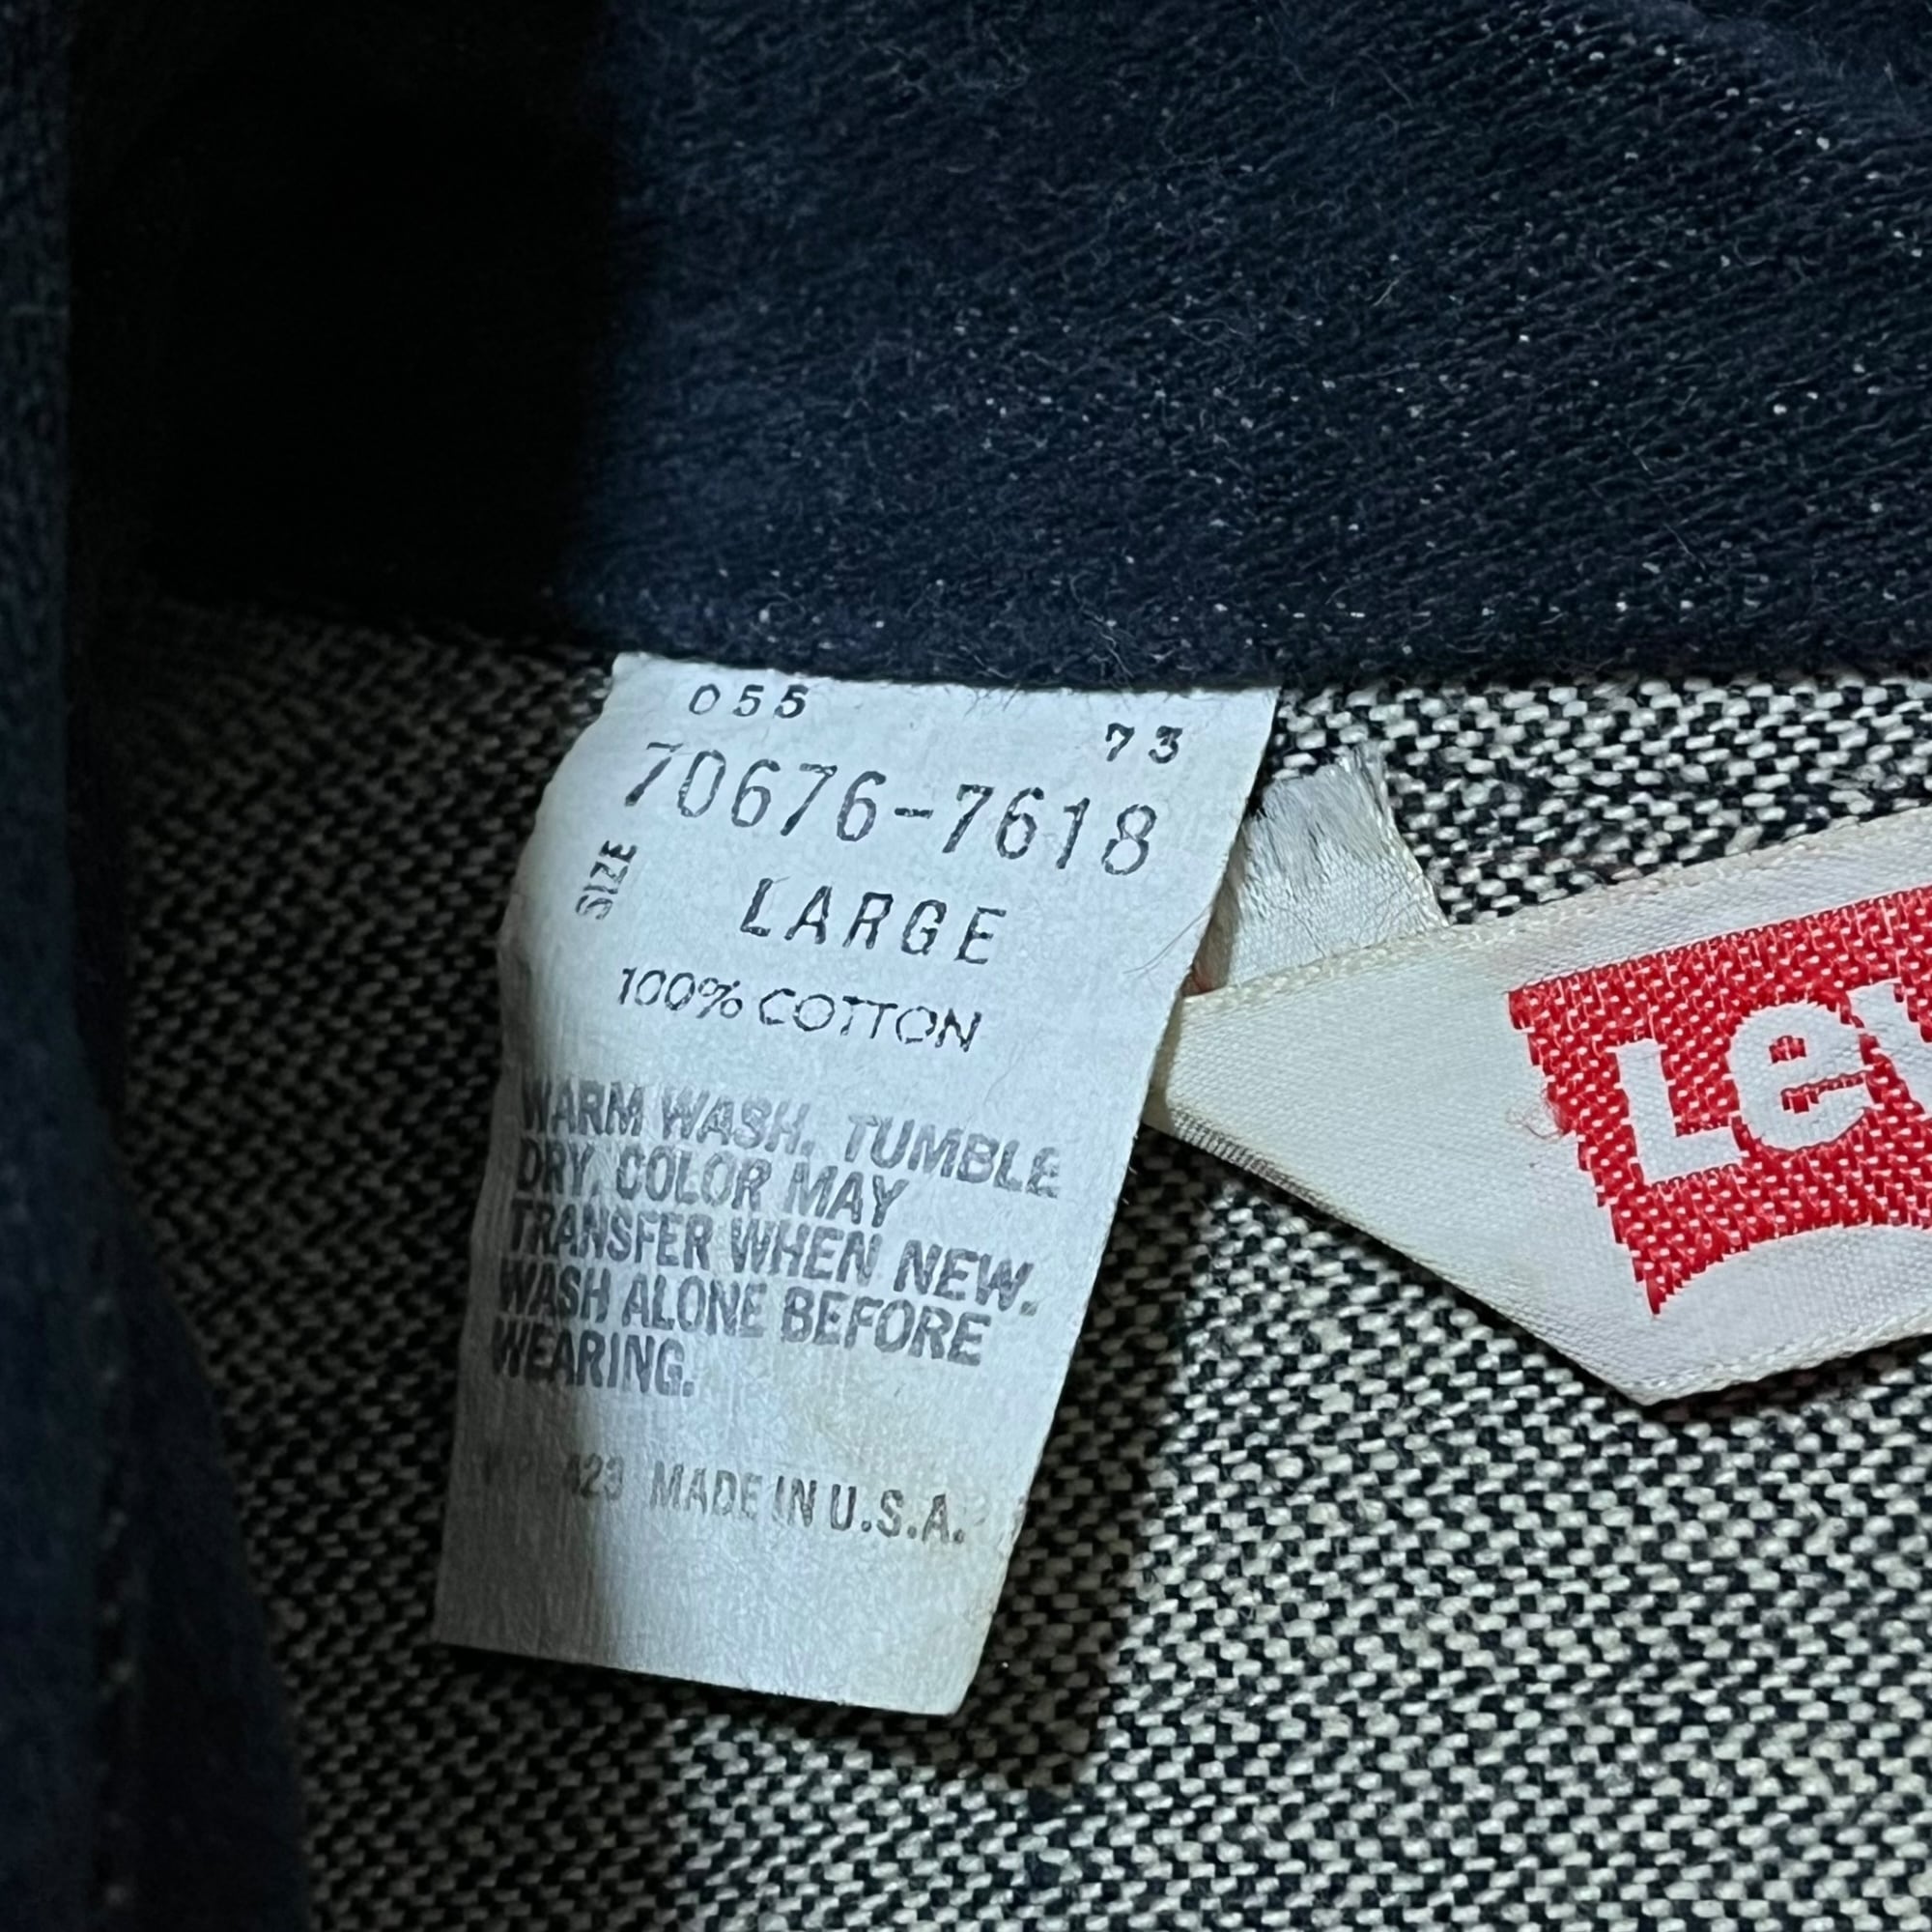 055
73
70676-7618
SIZE
LARGE
100% COTTON
WARM WASH, TUMBLE
DRY. COLOR MAY
TRANSFER WHEN NEW.
WASH ALONE BEFORE
WEARING.
423 MADE IN U.S.A.
Lev